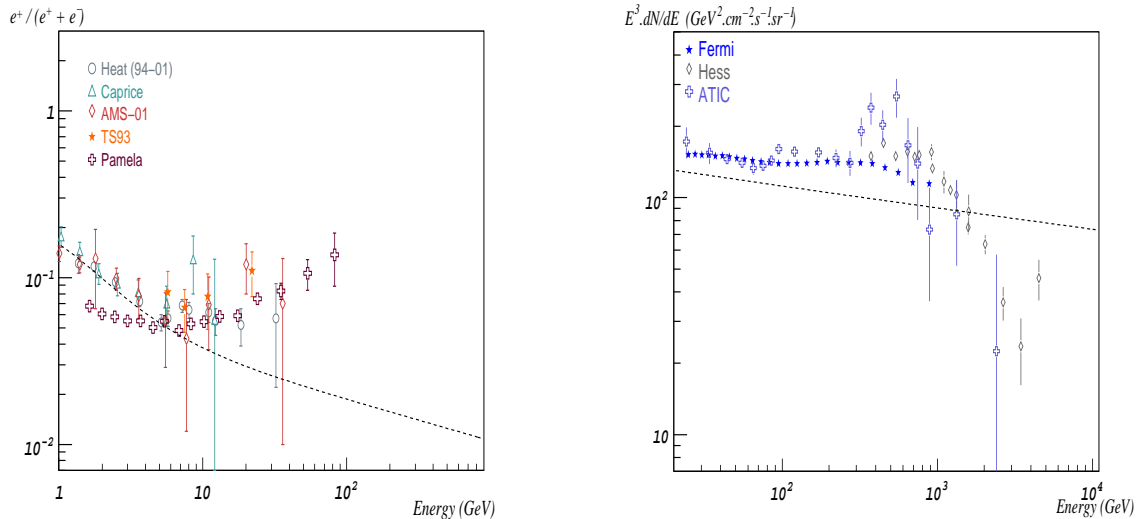 e⁺/(e⁺ + e⁻)
Heat (94–01)
Caprice
AMS–01
TS93
Pamela
1
10⁻¹
10⁻²
1 10 10²
Energy (GeV)
E³.dN/dE (GeV².cm⁻².s⁻¹.sr⁻¹)
Fermi
Hess
ATIC
10²
10
10² 10³ 10⁴
Energy (GeV)